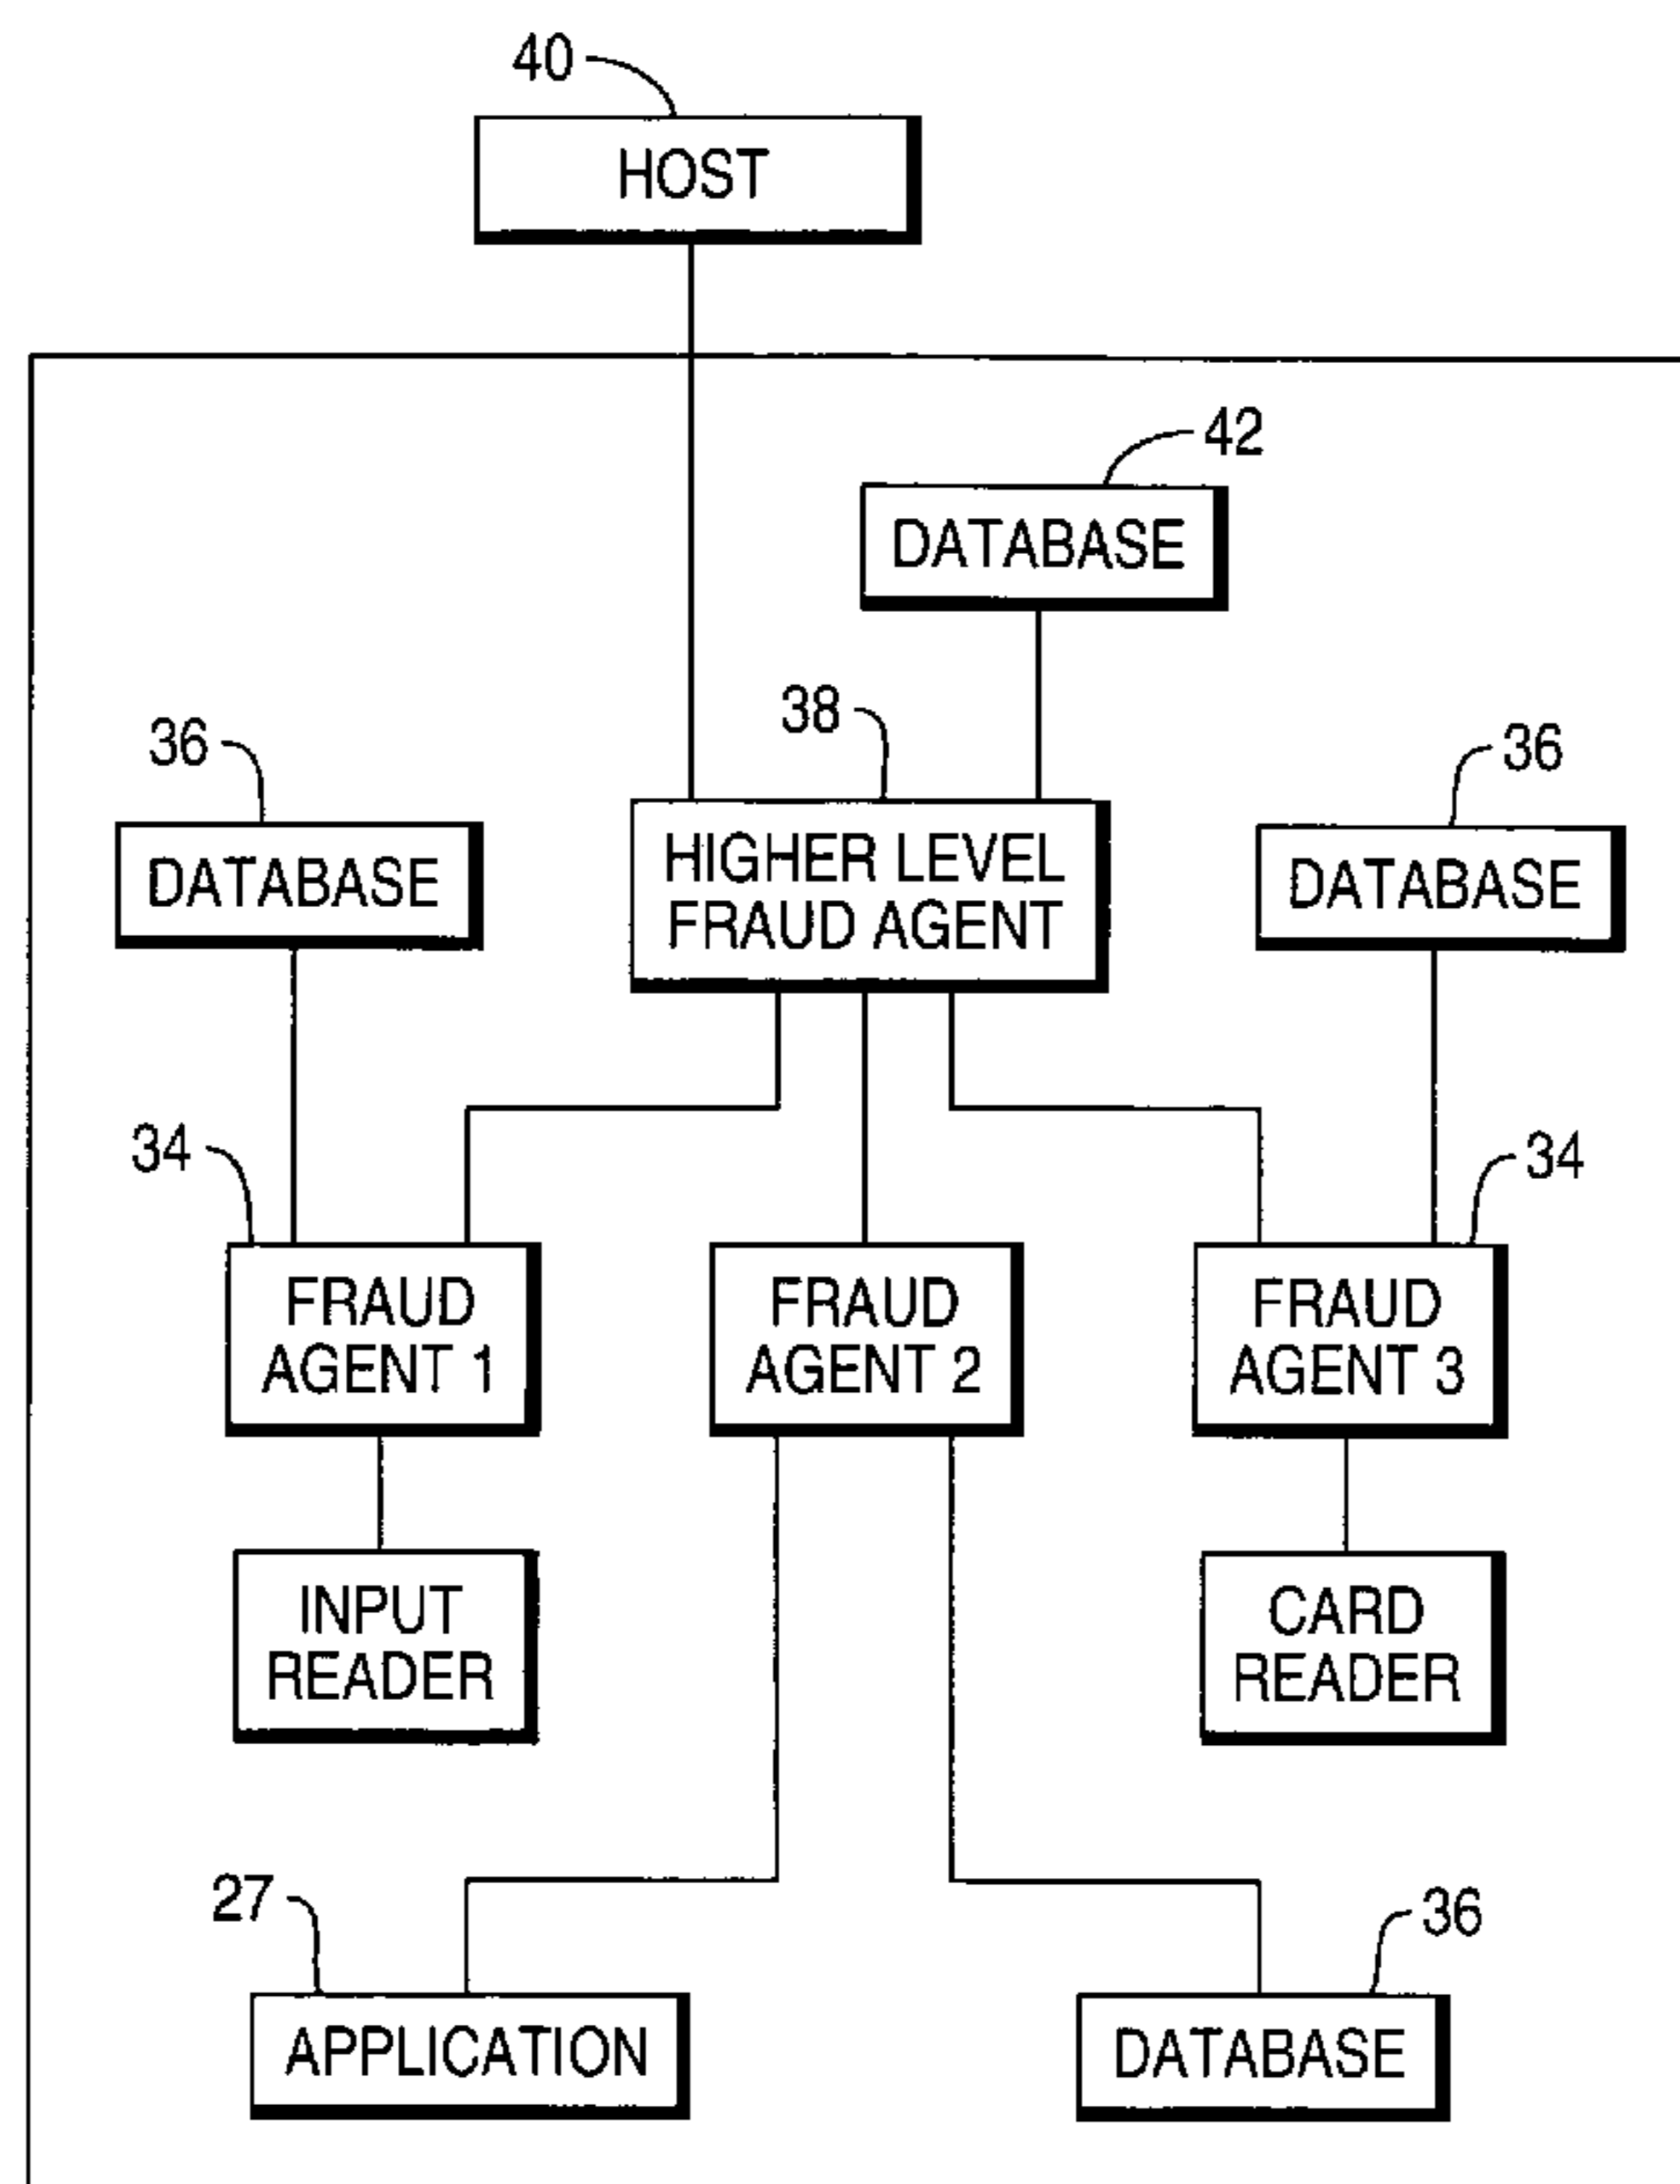 40
HOST
42
DATABASE
38
36
36
DATABASE
HIGHER LEVEL
FRAUD AGENT
DATABASE
34
34
FRAUD
AGENT 1
FRAUD
AGENT 2
FRAUD
AGENT 3
INPUT
READER
CARD
READER
27
36
APPLICATION
DATABASE